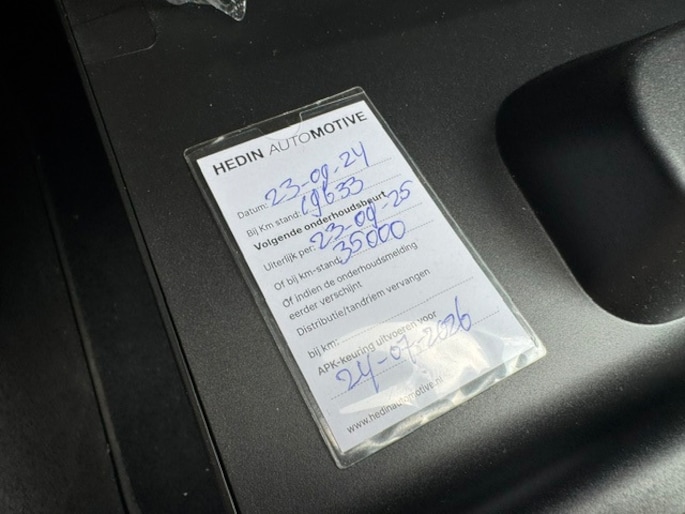 HEDIN AUTOMOTIVE
Datum: 23-09-24
Bij Km stand: 19633
Volgende onderhoudsbeurt
Uiterlijk per: 23-09-25
Of bij km-stand: 35000
Of indien de onderhoudsmelding
eerder verschijnt
Distributie/tandriem vervangen
bij km:
APK-keuring uitvoeren voor
24-07-2026
www.hedinautomotive.nl